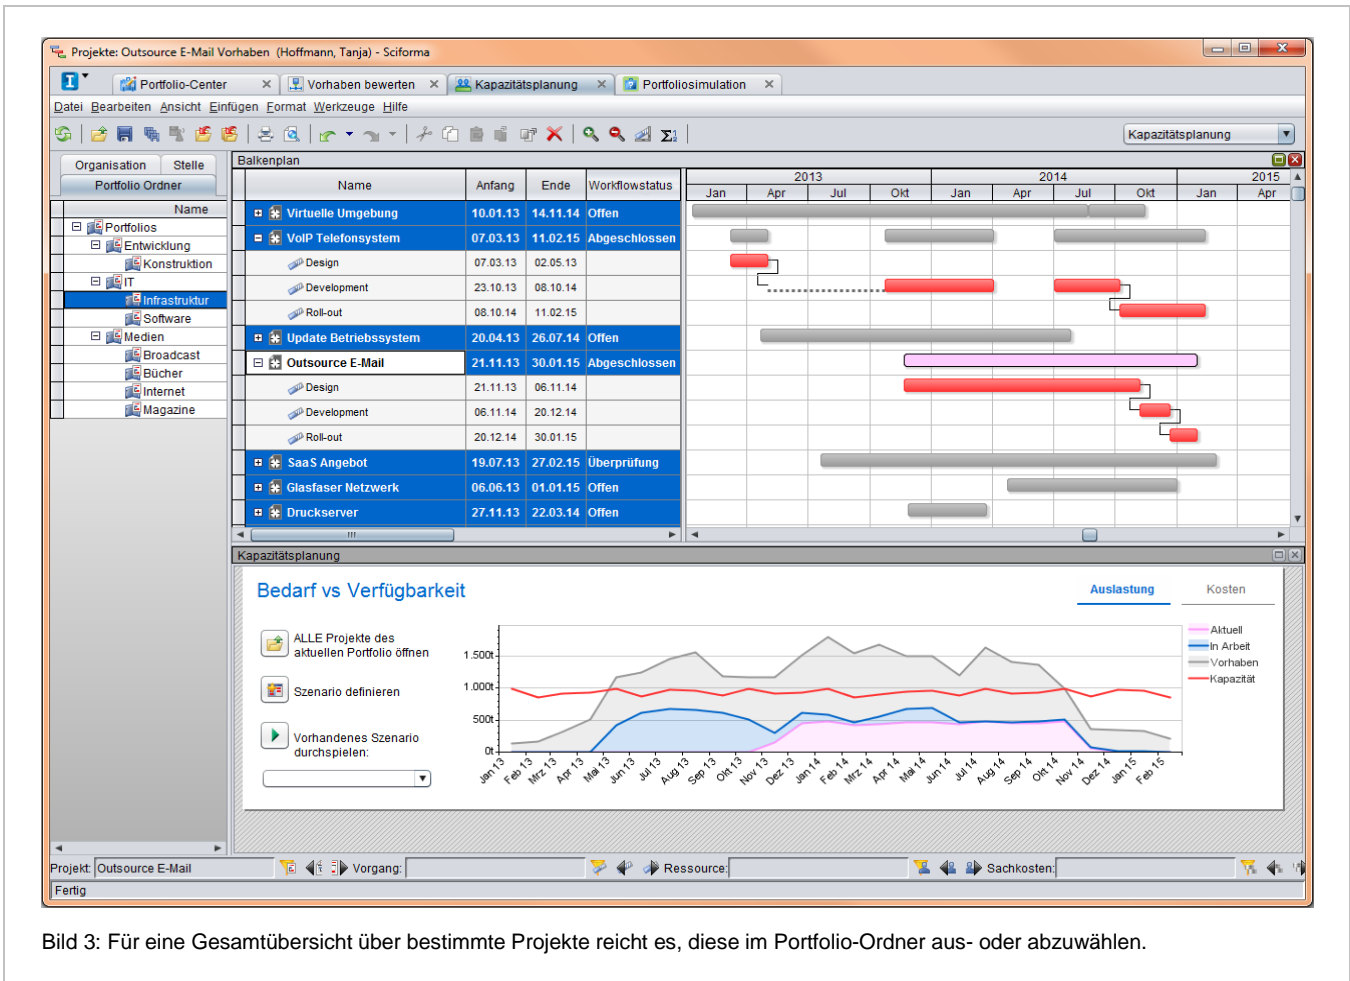 Projekte: Outsource E-Mail Vorhaben (Hoffmann, Tanja) - Sciforma
Portfolio-Center
Vorhaben bewerten
Kapazitätsplanung
Portfoliosimulation
Datei Bearbeiten Ansicht Einfügen Format Werkzeuge Hilfe
Kapazitätsplanung
Organisation Stelle
Portfolio Ordner
Name
Portfolios
Entwicklung
Konstruktion
IT
Infrastruktur
Software
Medien
Broadcast
Bücher
Internet
Magazine
Balkenplan
Name Anfang Ende Workflowstatus
2013 2014 2015
Jan Apr Jul Okt Jan Apr Jul Okt Jan Apr
Virtuelle Umgebung 10.01.13 14.11.14 Offen
VoIP Telefonsystem 07.03.13 11.02.15 Abgeschlossen
Design 07.03.13 02.05.13
Development 23.10.13 08.10.14
Roll-out 08.10.14 11.02.15
Update Betriebssystem 20.04.13 26.07.14 Offen
Outsource E-Mail 21.11.13 30.01.15 Abgeschlossen
Design 21.11.13 06.11.14
Development 06.11.14 20.12.14
Roll-out 20.12.14 30.01.15
SaaS Angebot 19.07.13 27.02.15 Überprüfung
Glasfaser Netzwerk 06.06.13 01.01.15 Offen
Druckserver 27.11.13 22.03.14 Offen
Kapazitätsplanung
Bedarf vs Verfügbarkeit
Auslastung Kosten
ALLE Projekte des
aktuellen Portfolio öffnen
Szenario definieren
Vorhandenes Szenario
durchspielen:
1.500t
1.000t
500t
0t
Jan 13 Feb 13 Mrz 13 Apr 13 Mai 13 Jun 13 Jul 13 Aug 13 Sep 13 Okt 13 Nov 13 Dez 13 Jan 14 Feb 14 Mrz 14 Apr 14 Mai 14 Jun 14 Jul 14 Aug 14 Sep 14 Okt 14 Nov 14 Dez 14 Jan 15 Feb 15
Aktuell
In Arbeit
Vorhaben
Kapazität
Projekt: Outsource E-Mail Vorgang: Ressource: Sachkosten:
Fertig
Bild 3: Für eine Gesamtübersicht über bestimmte Projekte reicht es, diese im Portfolio-Ordner aus- oder abzuwählen.